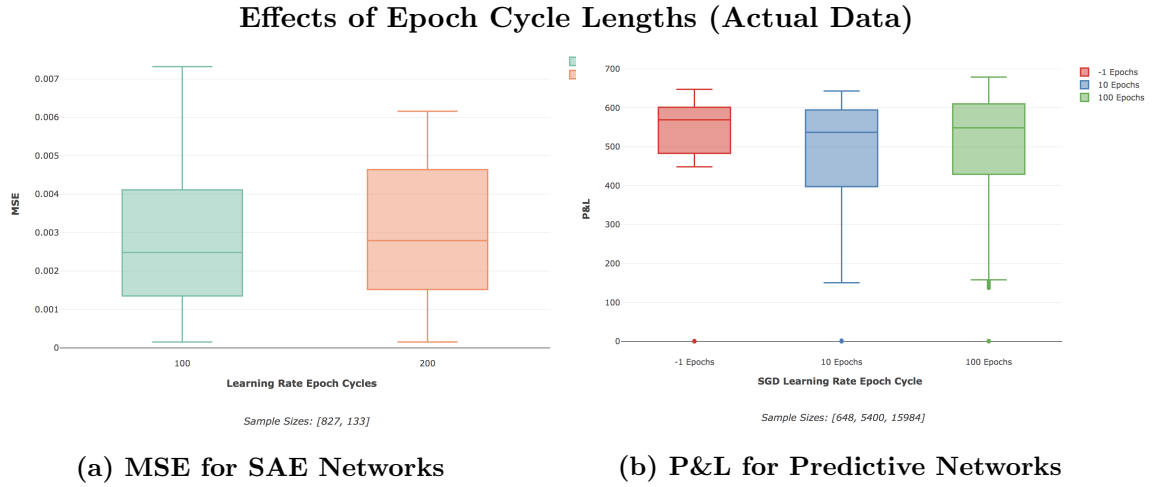 Effects of Epoch Cycle Lengths (Actual Data)
0.007
0.006
0.005
0.004
0.003
0.002
0.001
0
MSE
100
200
Learning Rate Epoch Cycles
Sample Sizes: [827, 133]
(a) MSE for SAE Networks
700
600
500
400
300
200
100
0
P&L
-1 Epochs
10 Epochs
100 Epochs
-1 Epochs
10 Epochs
100 Epochs
SGD Learning Rate Epoch Cycle
Sample Sizes: [648, 5400, 15984]
(b) P&L for Predictive Networks